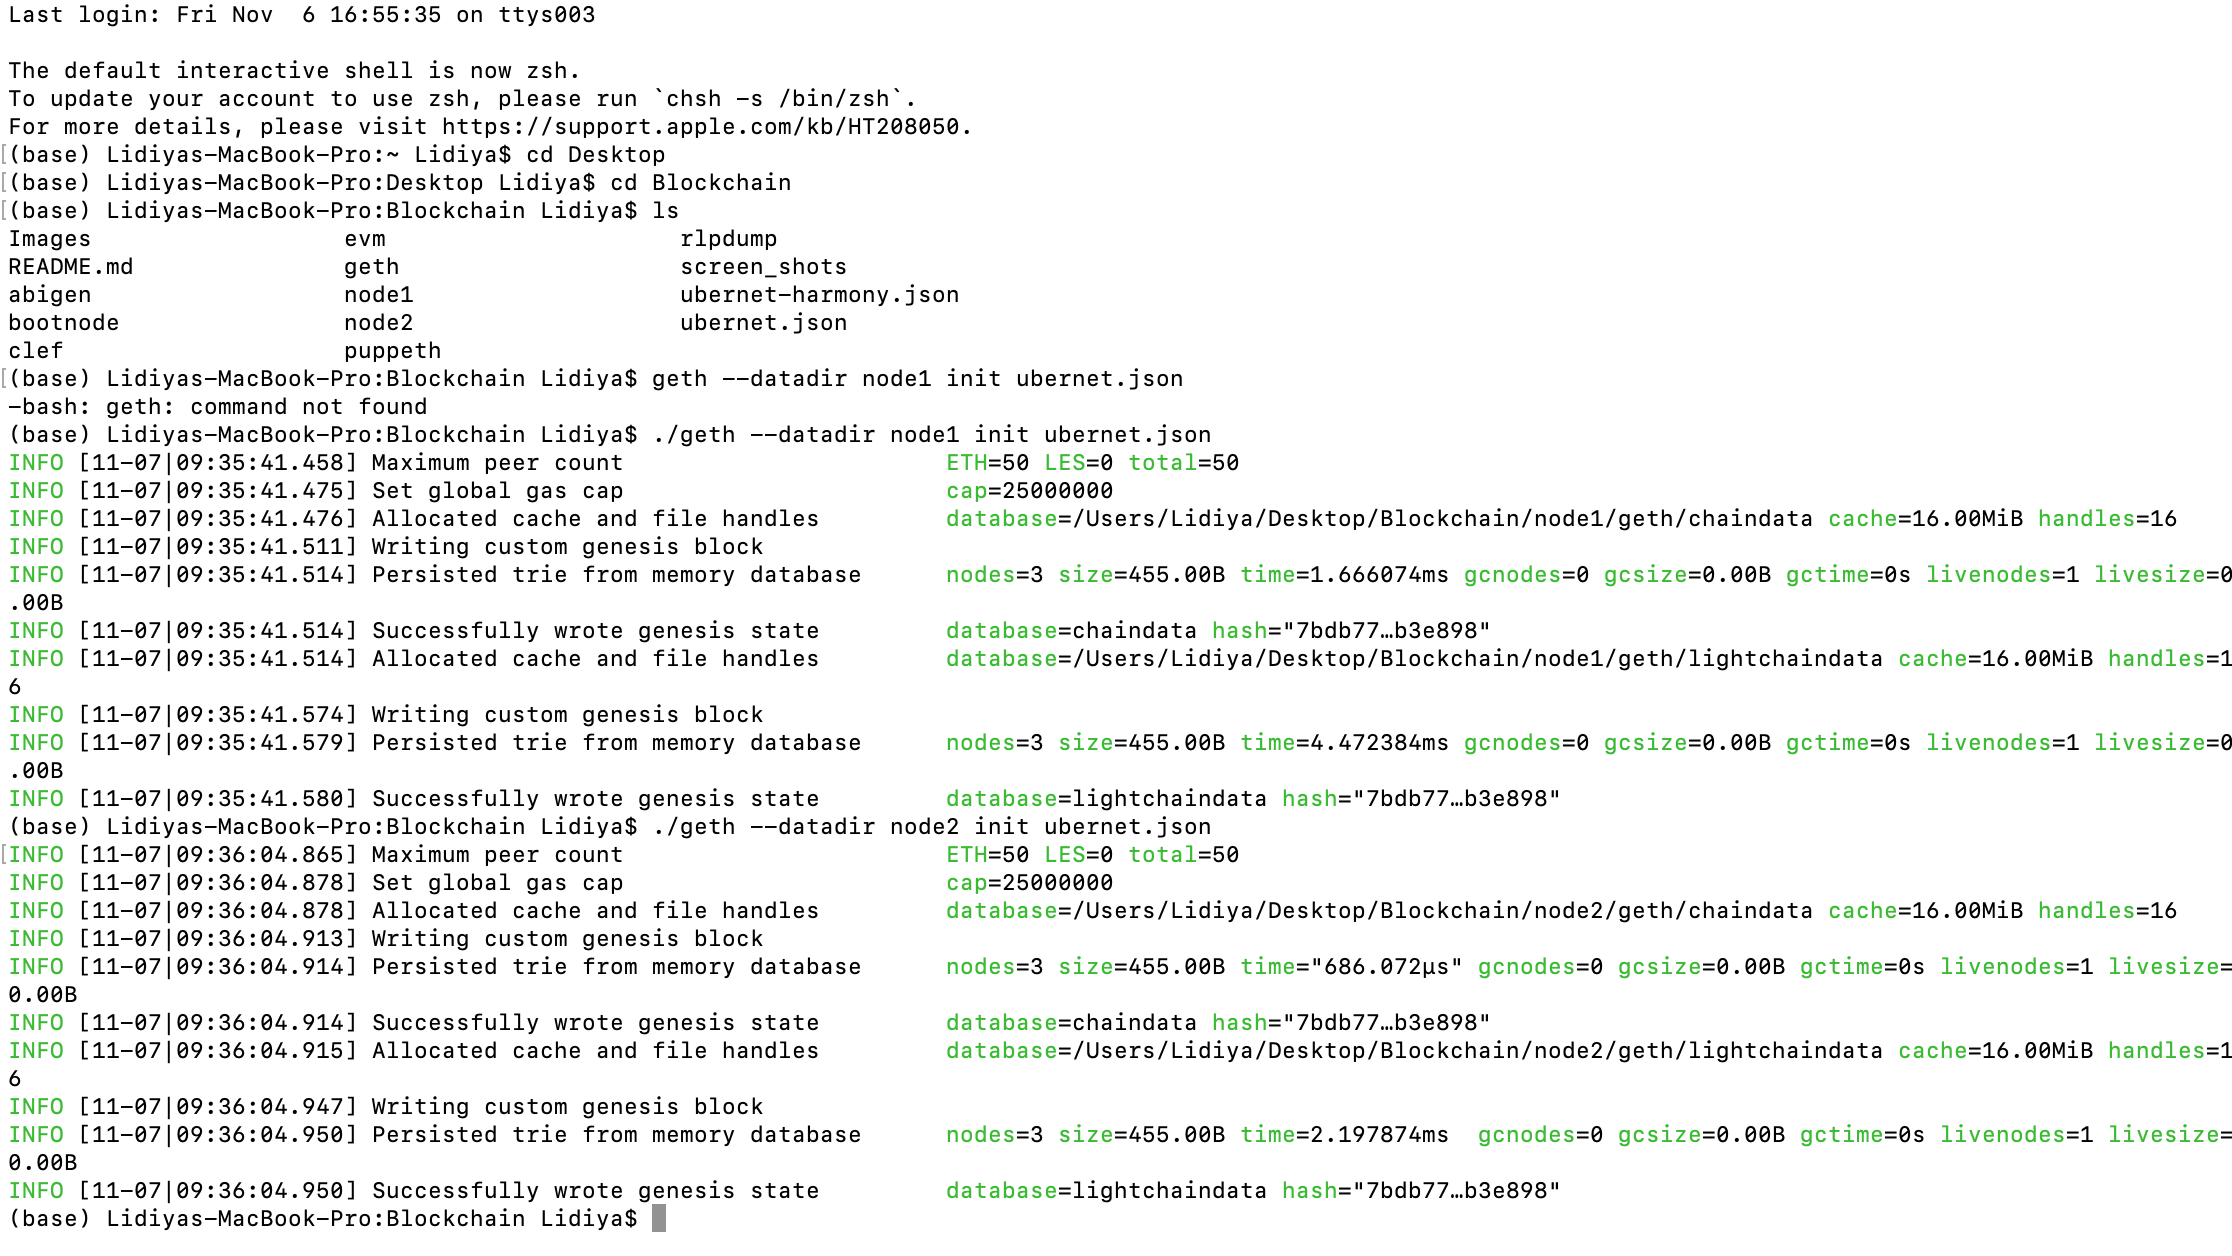 Last login: Fri Nov  6 16:55:35 on ttys003

The default interactive shell is now zsh.
To update your account to use zsh, please run `chsh -s /bin/zsh`.
For more details, please visit https://support.apple.com/kb/HT208050.
[(base) Lidiyas-MacBook-Pro:~ Lidiya$ cd Desktop
[(base) Lidiyas-MacBook-Pro:Desktop Lidiya$ cd Blockchain
[(base) Lidiyas-MacBook-Pro:Blockchain Lidiya$ ls
Images                  evm                     rlpdump
README.md               geth                    screen_shots
abigen                  node1                   ubernet-harmony.json
bootnode                node2                   ubernet.json
clef                    puppeth
[(base) Lidiyas-MacBook-Pro:Blockchain Lidiya$ geth --datadir node1 init ubernet.json
-bash: geth: command not found
(base) Lidiyas-MacBook-Pro:Blockchain Lidiya$ ./geth --datadir node1 init ubernet.json
INFO [11-07|09:35:41.458] Maximum peer count                       ETH=50 LES=0 total=50
INFO [11-07|09:35:41.475] Set global gas cap                       cap=25000000
INFO [11-07|09:35:41.476] Allocated cache and file handles         database=/Users/Lidiya/Desktop/Blockchain/node1/geth/chaindata cache=16.00MiB handles=16
INFO [11-07|09:35:41.511] Writing custom genesis block
INFO [11-07|09:35:41.514] Persisted trie from memory database      nodes=3 size=455.00B time=1.666074ms gcnodes=0 gcsize=0.00B gctime=0s livenodes=1 livesize=0
.00B
INFO [11-07|09:35:41.514] Successfully wrote genesis state         database=chaindata hash="7bdb77…b3e898"
INFO [11-07|09:35:41.514] Allocated cache and file handles         database=/Users/Lidiya/Desktop/Blockchain/node1/geth/lightchaindata cache=16.00MiB handles=1
6
INFO [11-07|09:35:41.574] Writing custom genesis block
INFO [11-07|09:35:41.579] Persisted trie from memory database      nodes=3 size=455.00B time=4.472384ms gcnodes=0 gcsize=0.00B gctime=0s livenodes=1 livesize=0
.00B
INFO [11-07|09:35:41.580] Successfully wrote genesis state         database=lightchaindata hash="7bdb77…b3e898"
(base) Lidiyas-MacBook-Pro:Blockchain Lidiya$ ./geth --datadir node2 init ubernet.json
[INFO [11-07|09:36:04.865] Maximum peer count                       ETH=50 LES=0 total=50
INFO [11-07|09:36:04.878] Set global gas cap                       cap=25000000
INFO [11-07|09:36:04.878] Allocated cache and file handles         database=/Users/Lidiya/Desktop/Blockchain/node2/geth/chaindata cache=16.00MiB handles=16
INFO [11-07|09:36:04.913] Writing custom genesis block
INFO [11-07|09:36:04.914] Persisted trie from memory database      nodes=3 size=455.00B time="686.072µs" gcnodes=0 gcsize=0.00B gctime=0s livenodes=1 livesize=
0.00B
INFO [11-07|09:36:04.914] Successfully wrote genesis state         database=chaindata hash="7bdb77…b3e898"
INFO [11-07|09:36:04.915] Allocated cache and file handles         database=/Users/Lidiya/Desktop/Blockchain/node2/geth/lightchaindata cache=16.00MiB handles=1
6
INFO [11-07|09:36:04.947] Writing custom genesis block
INFO [11-07|09:36:04.950] Persisted trie from memory database      nodes=3 size=455.00B time=2.197874ms  gcnodes=0 gcsize=0.00B gctime=0s livenodes=1 livesize=
0.00B
INFO [11-07|09:36:04.950] Successfully wrote genesis state         database=lightchaindata hash="7bdb77…b3e898"
(base) Lidiyas-MacBook-Pro:Blockchain Lidiya$